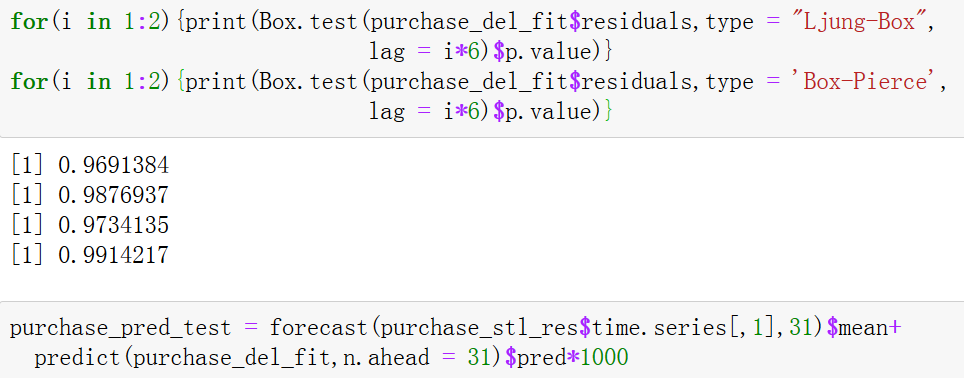 for(i in 1:2){print(Box.test(purchase_del_fit$residuals,type = "Ljung-Box",
lag = i*6)$p.value)}
for(i in 1:2){print(Box.test(purchase_del_fit$residuals,type = 'Box-Pierce',
lag = i*6)$p.value)}
[1] 0.9691384
[1] 0.9876937
[1] 0.9734135
[1] 0.9914217
purchase_pred_test = forecast(purchase_stl_res$time.series[,1],31)$mean+
predict(purchase_del_fit,n.ahead = 31)$pred*1000